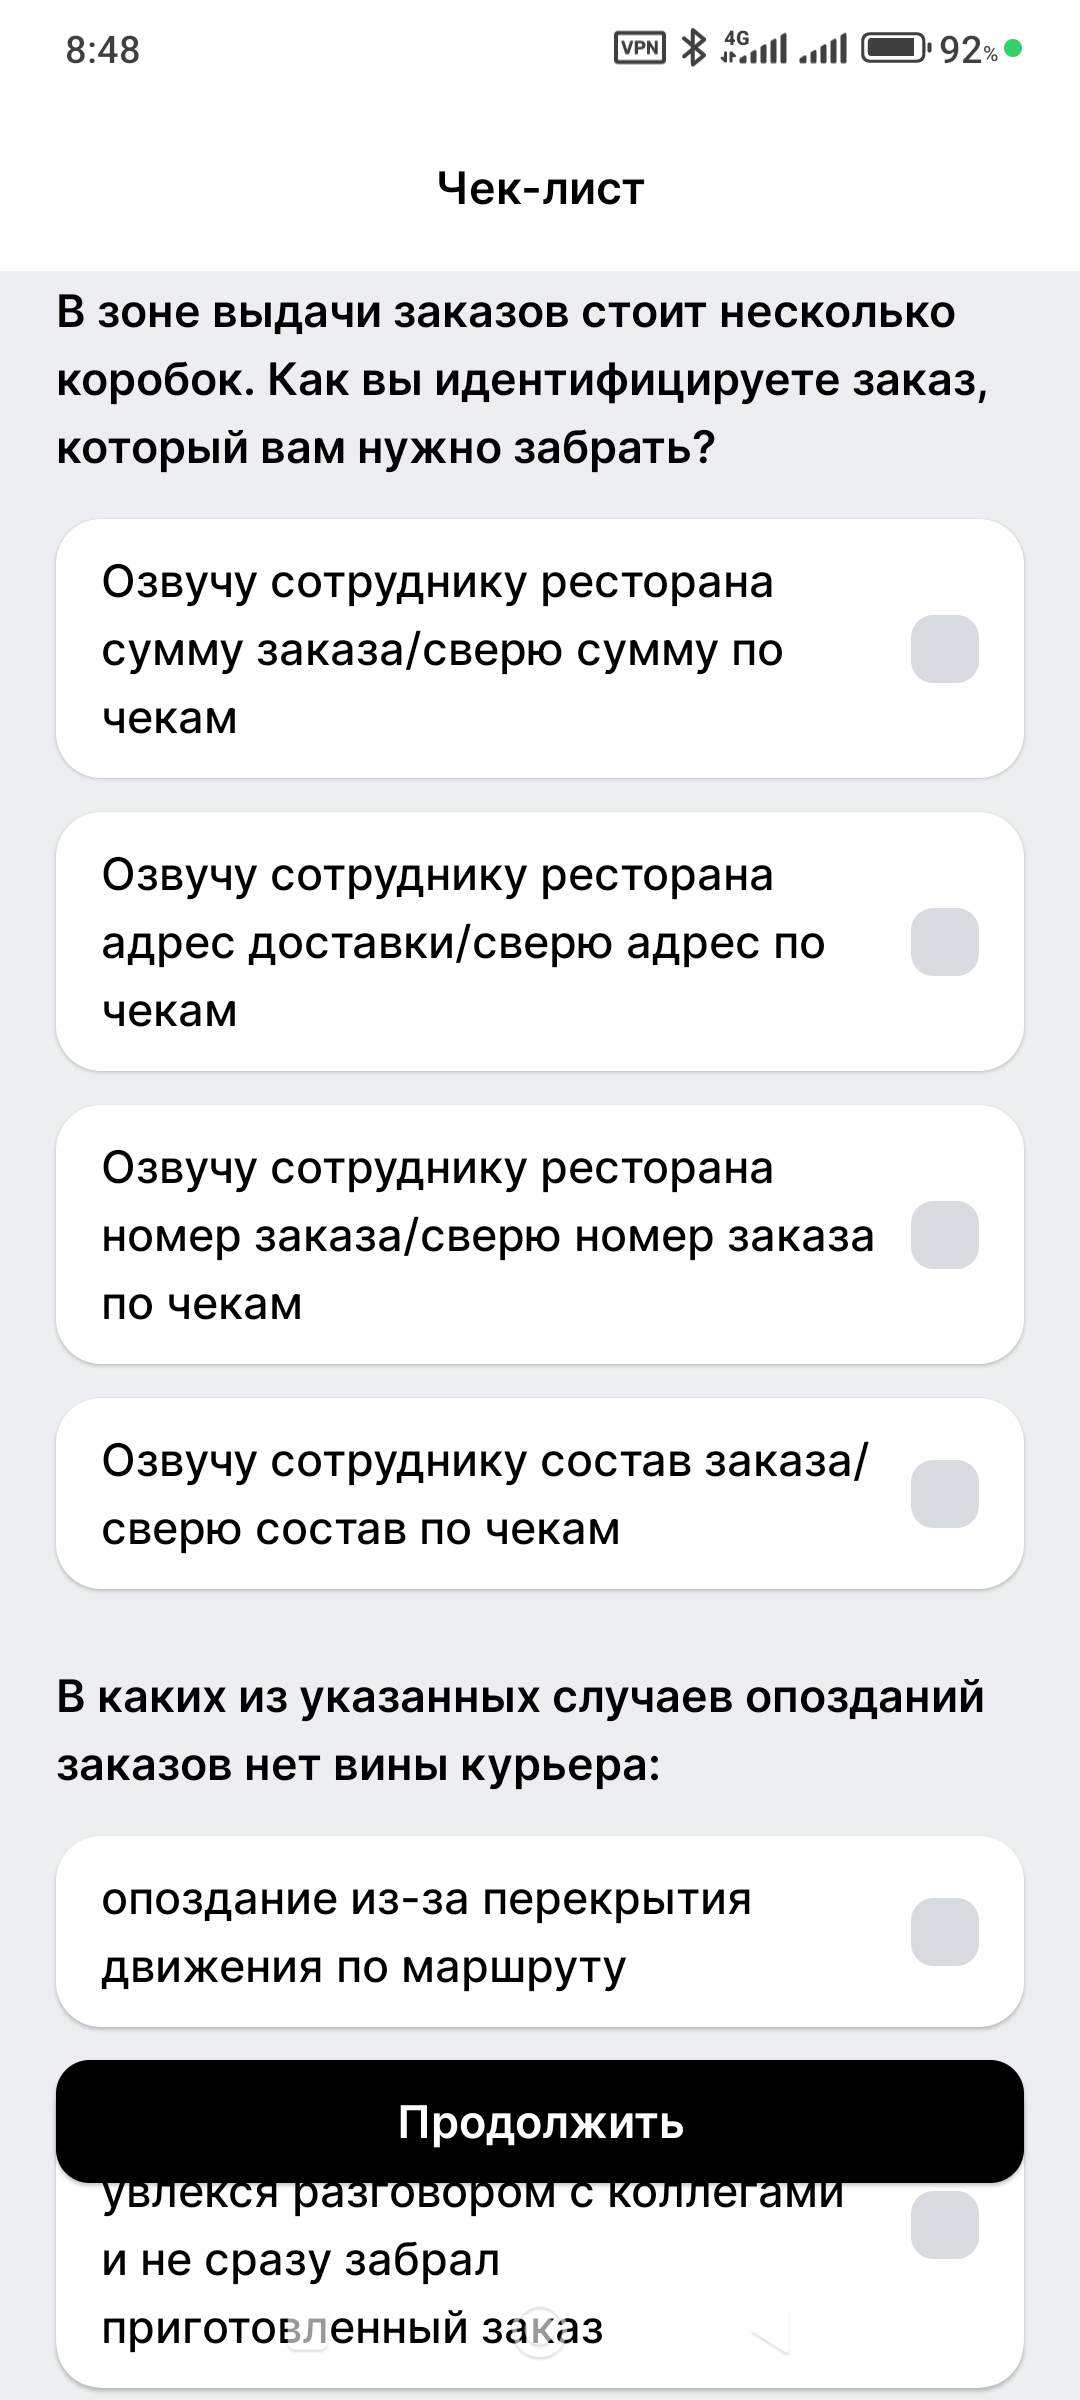 8:48
VPN 4G 92%
Чек-лист
В зоне выдачи заказов стоит несколько
коробок. Как вы идентифицируете заказ,
который вам нужно забрать?
Озвучу сотруднику ресторана
сумму заказа/сверю сумму по
чекам
Озвучу сотруднику ресторана
адрес доставки/сверю адрес по
чекам
Озвучу сотруднику ресторана
номер заказа/сверю номер заказа
по чекам
Озвучу сотруднику состав заказа/
сверю состав по чекам
В каких из указанных случаев опозданий
заказов нет вины курьера:
опоздание из-за перекрытия
движения по маршруту
Продолжить
увлекся разговором с коллегами
и не сразу забрал
приготовленный заказ